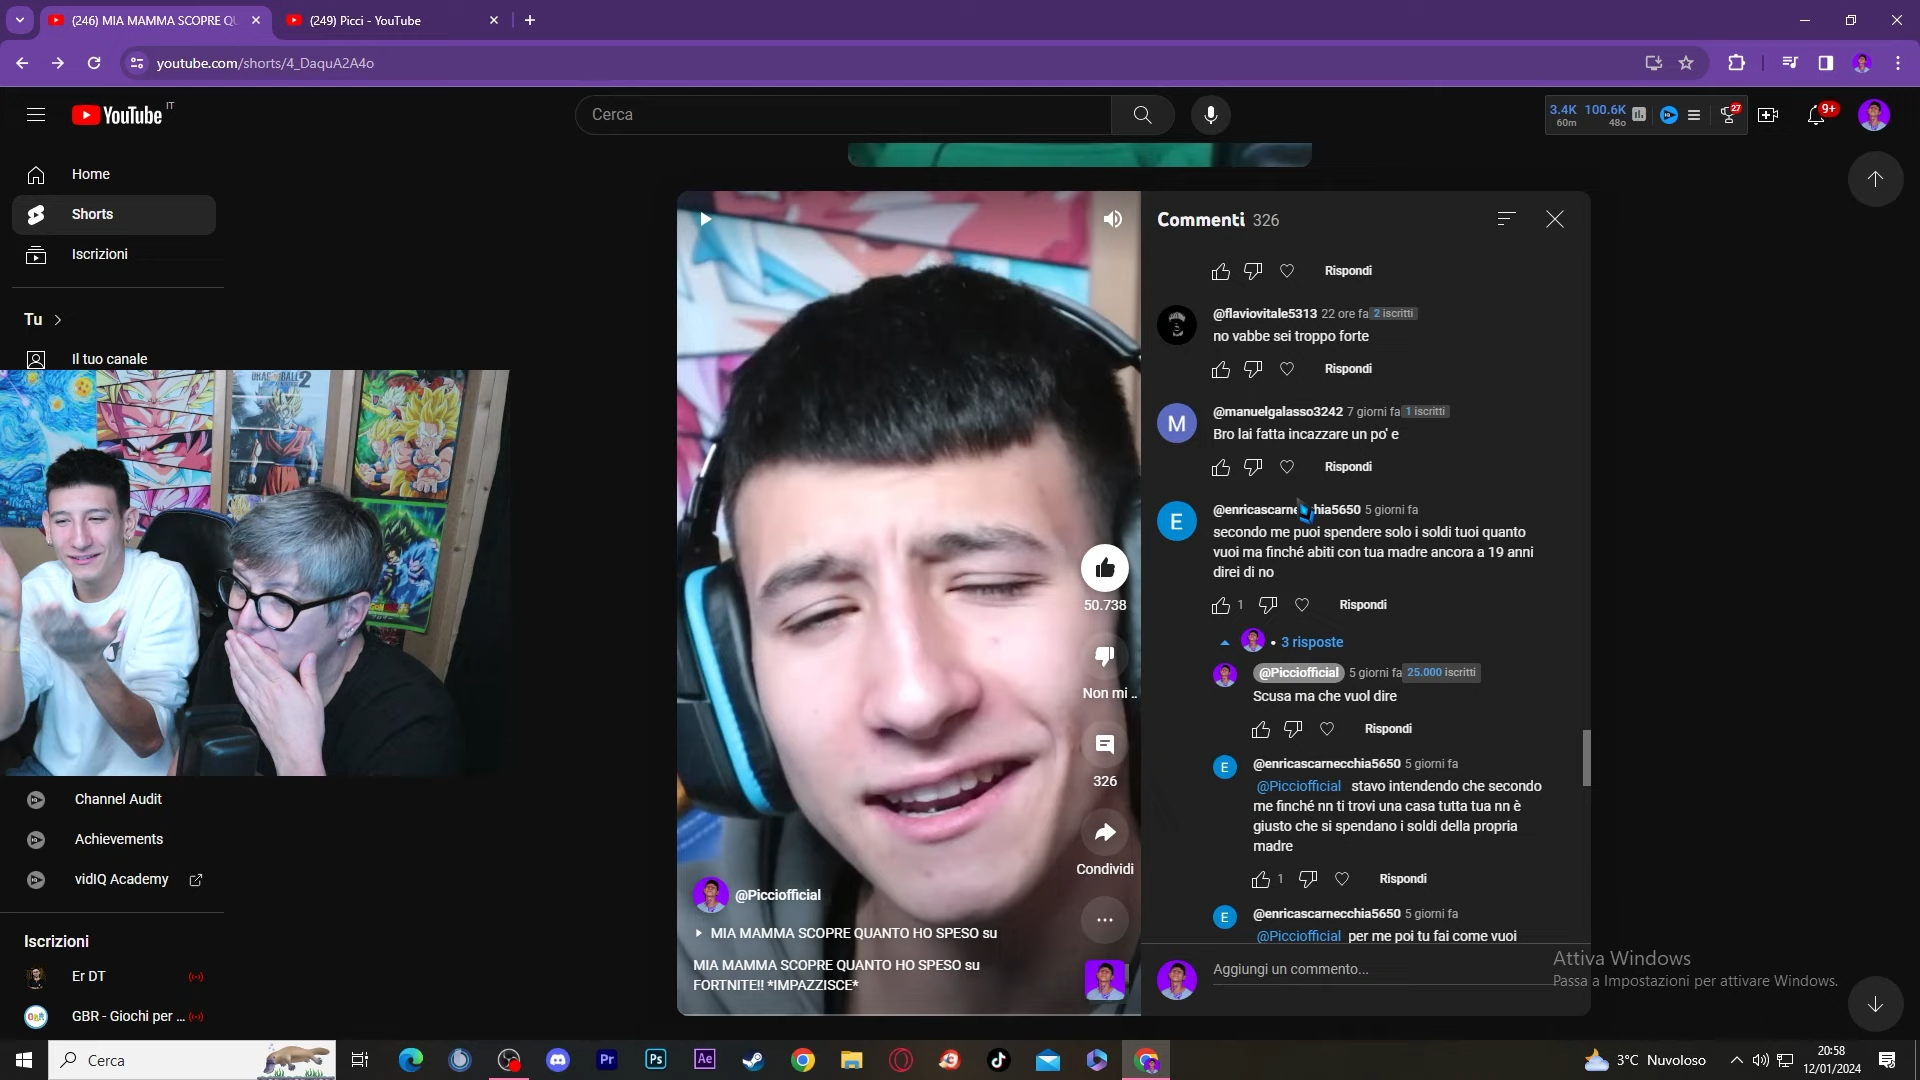 (246) MIA MAMMA SCOPRE QU
(249) Picci - YouTube
youtube.com/shorts/4_DaquA2A4o
YouTube IT
Cerca
3.4K 100.6K
60m 48o
27
9+
Home
Shorts
Iscrizioni
Tu
Il tuo canale
Channel Audit
Achievements
vidIQ Academy
Iscrizioni
Er DT
GBR - Giochi per ...
50.738
Non mi ..
326
Condividi
@Picciofficial
MIA MAMMA SCOPRE QUANTO HO SPESO su
MIA MAMMA SCOPRE QUANTO HO SPESO su
FORTNITE!! *IMPAZZISCE*
Commenti 326
Rispondi
@flaviovitale5313 22 ore fa 2 iscritti
no vabbe sei troppo forte
Rispondi
@manuelgalasso3242 7 giorni fa 1 iscritti
M
Bro lai fatta incazzare un po' e
Rispondi
@enricascarnecchia5650 5 giorni fa
E
secondo me puoi spendere solo i soldi tuoi quanto
vuoi ma finché abiti con tua madre ancora a 19 anni
direi di no
1 Rispondi
• 3 risposte
@Picciofficial 5 giorni fa 25.000 iscritti
Scusa ma che vuol dire
Rispondi
E @enricascarnecchia5650 5 giorni fa
@Picciofficial stavo intendendo che secondo
me finché nn ti trovi una casa tutta tua nn è
giusto che si spendano i soldi della propria
madre
1 Rispondi
E @enricascarnecchia5650 5 giorni fa
@Picciofficial per me poi tu fai come vuoi
Aggiungi un commento...
Attiva Windows
Passa a Impostazioni per attivare Windows.
Cerca
Pr
Ps
Ae
3°C Nuvoloso
20:58
12/01/2024